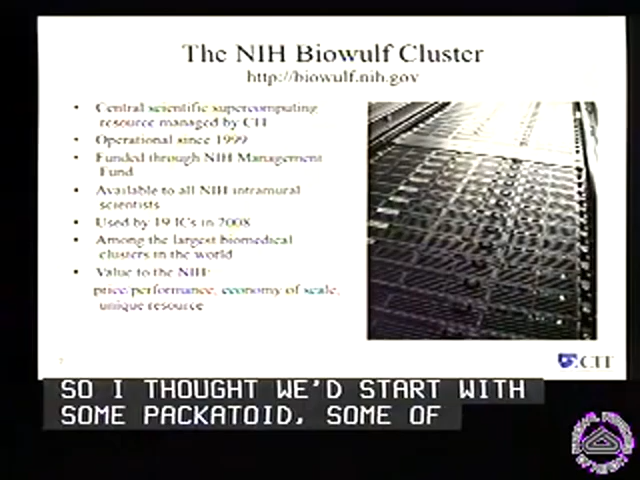 The NIH Biowulf Cluster
http://biowulf.nih.gov
• Central scientific supercomputing
resource managed by CIT
• Operational since 1999
• Funded through NIH Management
Fund
• Available to all NIH intramural
scientists
• Used by 19 ICs in 2008
• Among the largest biomedical
clusters in the world
• Value to the NIH:
price/performance, economy of scale,
unique resource
CIT
SO I THOUGHT WE'D START WITH
SOME PACKATOID, SOME OF